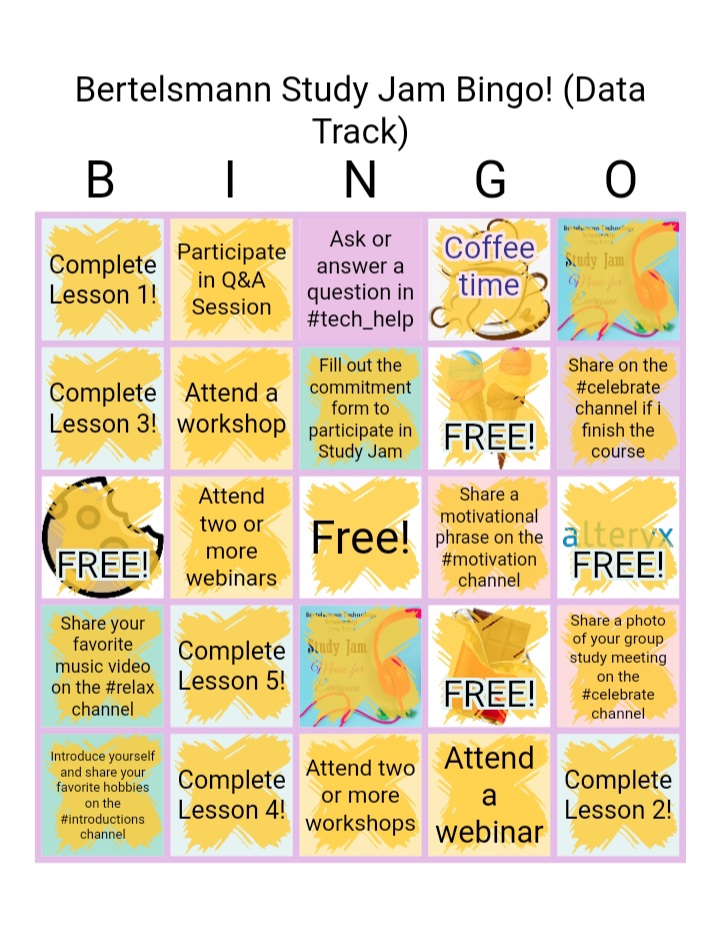 Bertelsmann Study Jam Bingo! (Data
Track)
B I N G O
Complete
Lesson 1!
Participate
in Q&A
Session
Ask or
answer a
question in
#tech_help
Coffee
time
Bertelsmann Technology
Study Jam
Music for
Everyone
Complete
Lesson 3!
Attend a
workshop
Fill out the
commitment
form to
participate in
Study Jam
FREE!
Share on the
#celebrate
channel if i
finish the
course
FREE!
Attend
two or
more
webinars
Free!
Share a
motivational
phrase on the
#motivation
channel
alteryx
FREE!
Share your
favorite
music video
on the #relax
channel
Complete
Lesson 5!
Bertelsmann Technology
Study Jam
Music for
Everyone
FREE!
Share a photo
of your group
study meeting
on the
#celebrate
channel
Introduce yourself
and share your
favorite hobbies
on the
#introductions
channel
Complete
Lesson 4!
Attend two
or more
workshops
Attend
a
webinar
Complete
Lesson 2!